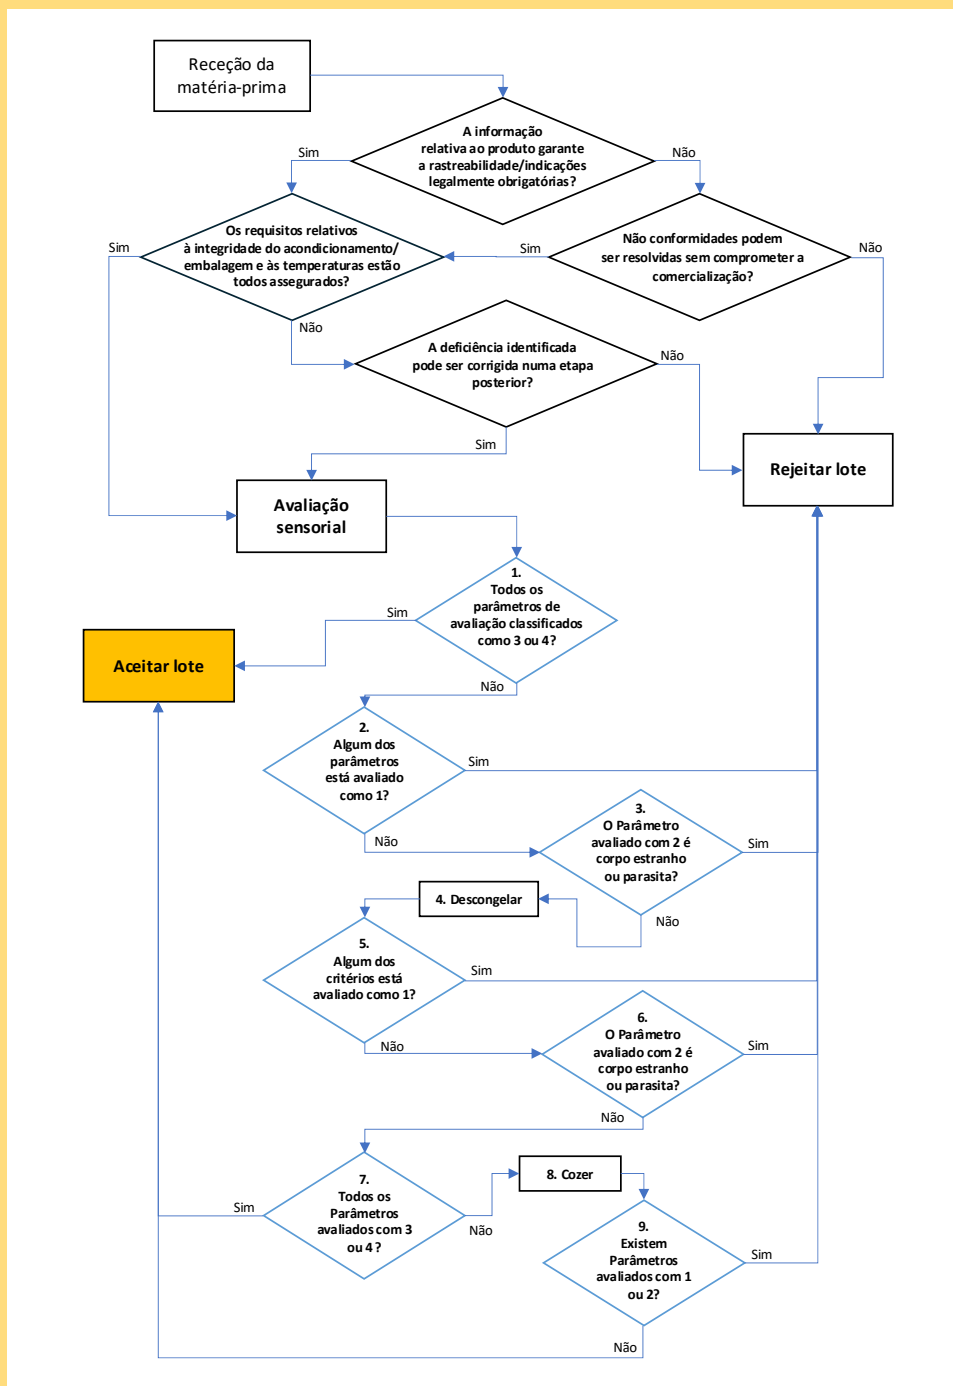 Receção da
matéria-prima
A informação
relativa ao produto garante
a rastreabilidade/indicações
legalmente obrigatórias?
Sim
Não
Os requisitos relativos
à integridade do acondicionamento/
embalagem e às temperaturas estão
todos assegurados?
Sim
Sim
Não conformidades podem
ser resolvidas sem comprometer a
comercialização?
Não
Não
A deficiência identificada
pode ser corrigida numa etapa
posterior?
Não
Sim
Rejeitar lote
Avaliação
sensorial
1.
Todos os
parâmetros de
avaliação classificados
como 3 ou 4?
Sim
Aceitar lote
Não
2.
Algum dos
parâmetros
está avaliado
como 1?
Sim
Não
3.
O Parâmetro
avaliado com 2 é
corpo estranho
ou parasita?
Sim
Não
4. Descongelar
5.
Algum dos
critérios está
avaliado como 1?
Sim
Não
6.
O Parâmetro
avaliado com 2 é
corpo estranho
ou parasita?
Sim
Não
7.
Todos os
Parâmetros
avaliados com 3
ou 4 ?
Sim
Não
8. Cozer
9.
Existem
Parâmetros
avaliados com 1
ou 2?
Sim
Não